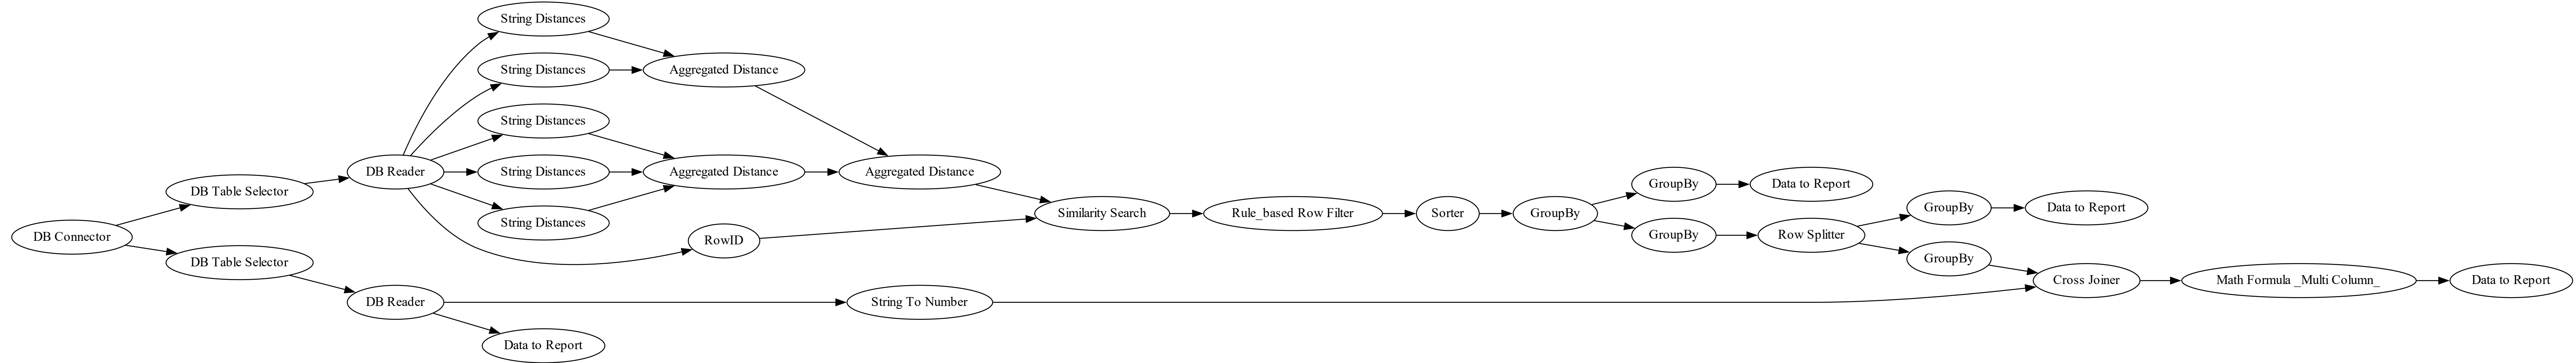 String Distances
String Distances
Aggregated Distance
String Distances
DB Reader
String Distances
Aggregated Distance
Aggregated Distance
DB Table Selector
GroupBy
Data to Report
String Distances
Similarity Search
Rule_based Row Filter
Sorter
GroupBy
GroupBy
Data to Report
DB Connector
RowID
GroupBy
Row Splitter
DB Table Selector
GroupBy
Cross Joiner
Math Formula _Multi Column_
Data to Report
DB Reader
String To Number
Data to Report